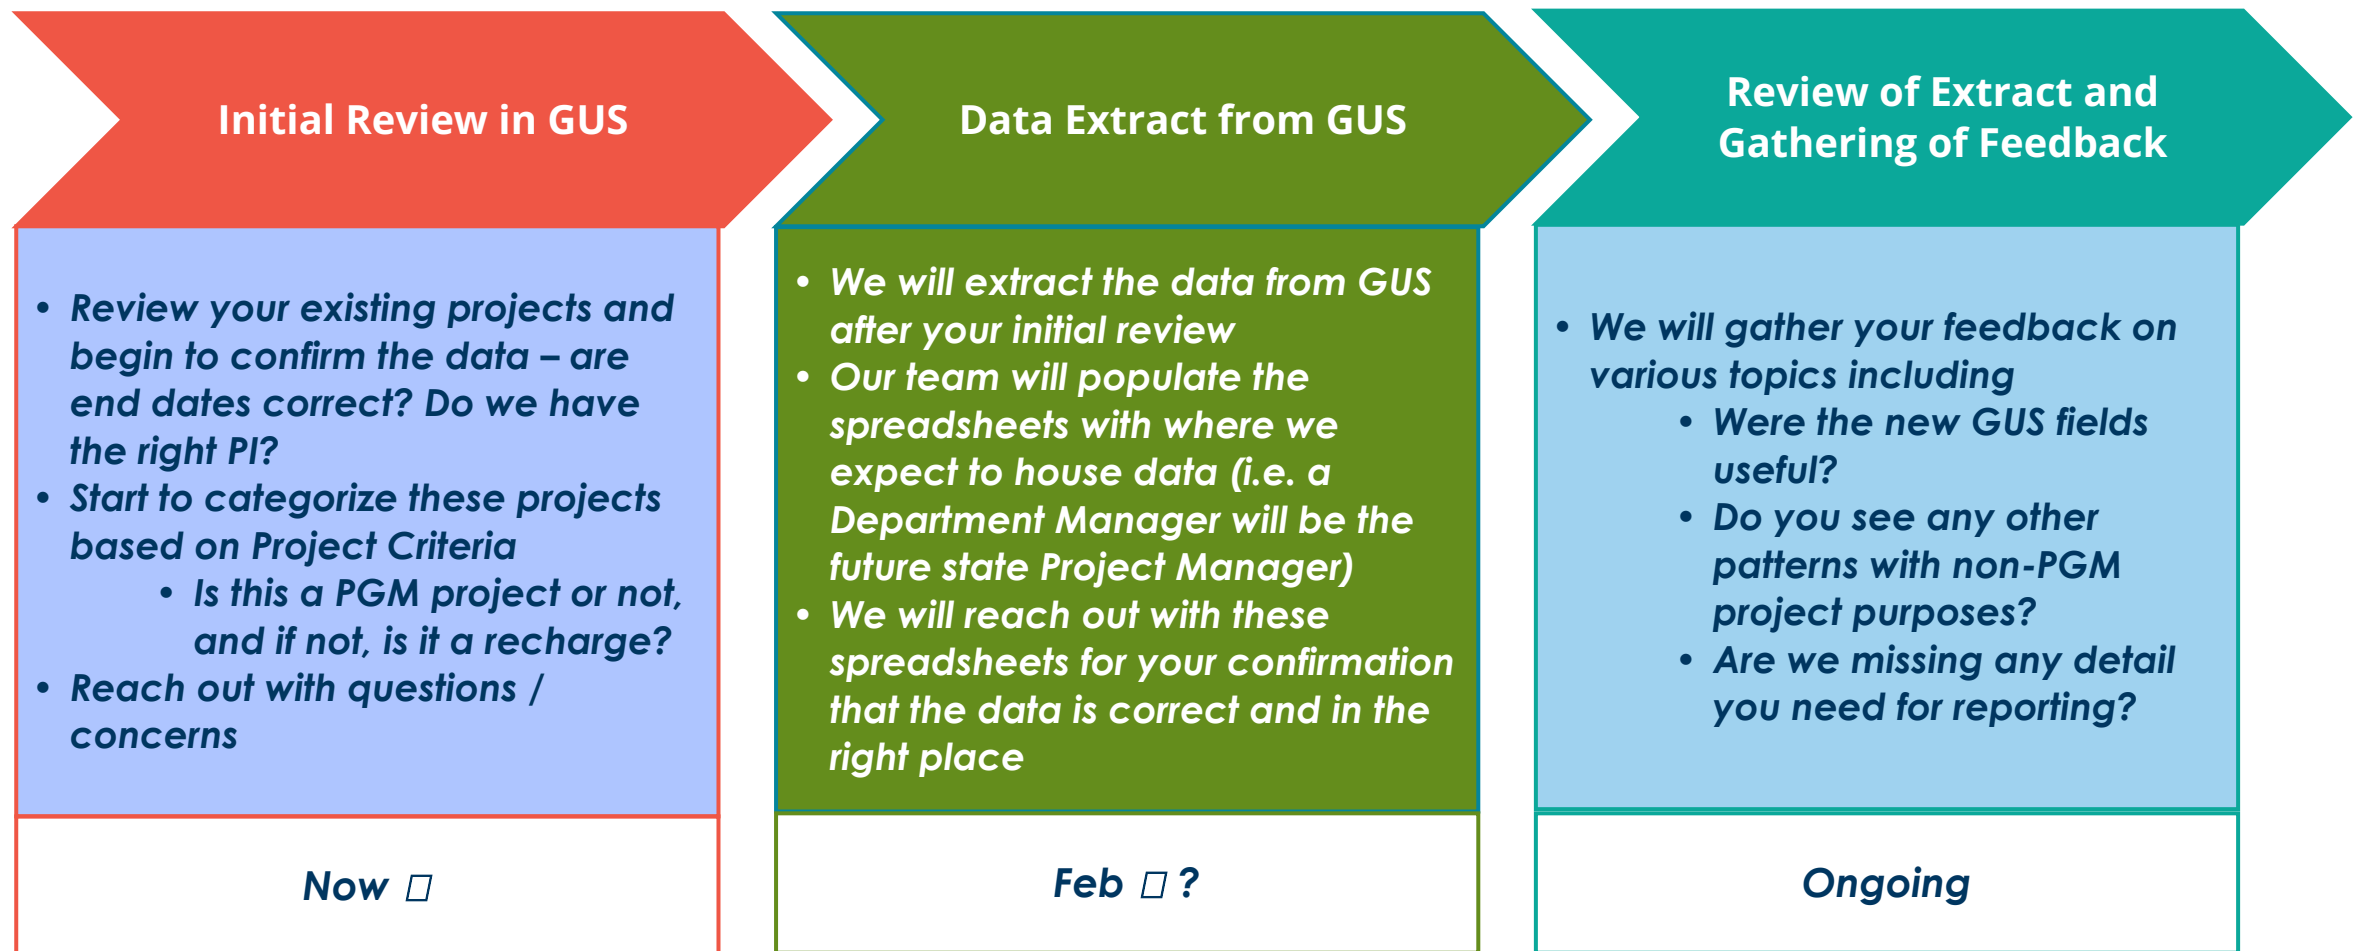 Initial Review in GUS
• Review your existing projects and
begin to confirm the data – are
end dates correct? Do we have
the right PI?
• Start to categorize these projects
based on Project Criteria
• Is this a PGM project or not,
and if not, is it a recharge?
• Reach out with questions /
concerns
Now □
Data Extract from GUS
• We will extract the data from GUS
after your initial review
• Our team will populate the
spreadsheets with where we
expect to house data (i.e. a
Department Manager will be the
future state Project Manager)
• We will reach out with these
spreadsheets for your confirmation
that the data is correct and in the
right place
Feb □ ?
Review of Extract and
Gathering of Feedback
• We will gather your feedback on
various topics including
• Were the new GUS fields
useful?
• Do you see any other
patterns with non-PGM
project purposes?
• Are we missing any detail
you need for reporting?
Ongoing